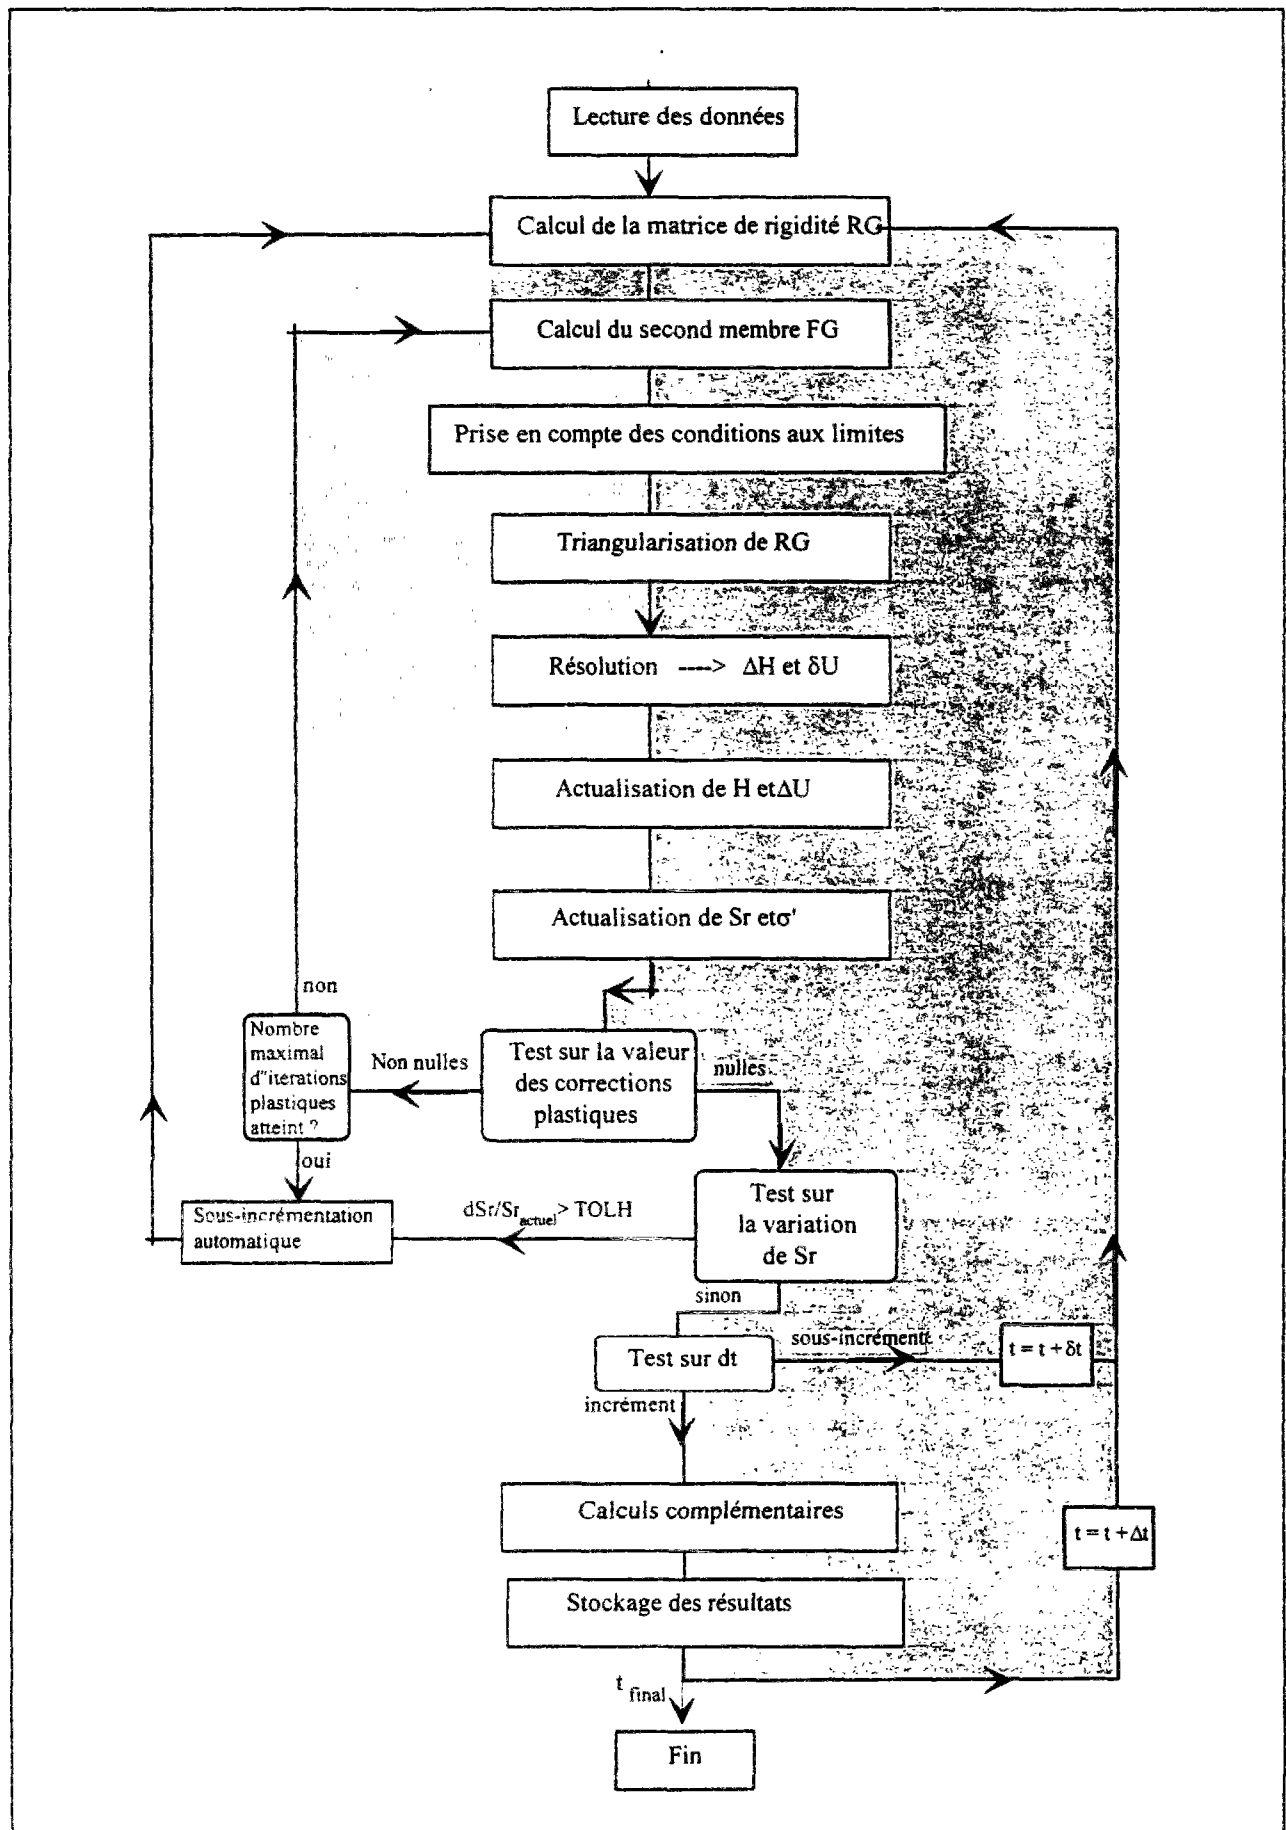 Lecture des données
Calcul de la matrice de rigidité RG
Calcul du second membre FG
Prise en compte des conditions aux limites
Triangularisation de RG
Résolution ----> ΔH et δU
Actualisation de H etΔU
Actualisation de Sr etσ'
non
Nombre
maximal
d"iterations
plastiques
atteint ?
Non nulles
Test sur la valeur
des corrections
plastiques
nulles
oui
Sous-incrémentation
automatique
dSr/Sr actuel > TOLH
Test sur
la variation
de Sr
sinon
Test sur dt
sous-incrément
t = t + δt
incrément
Calculs complémentaires
t = t + Δt
Stockage des résultats
t final
Fin